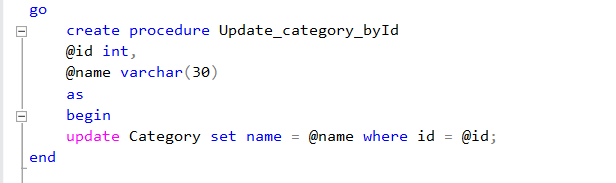 go
create procedure Update_category_byId
@id int,
@name varchar(30)
as
begin
update Category set name = @name where id = @id;
end